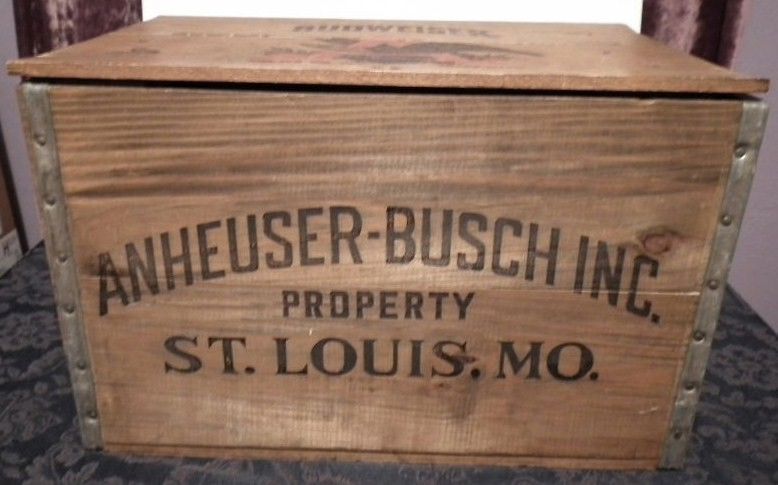 BUDWEISER
ANHEUSER-BUSCH INC.
PROPERTY
ST. LOUIS, MO.